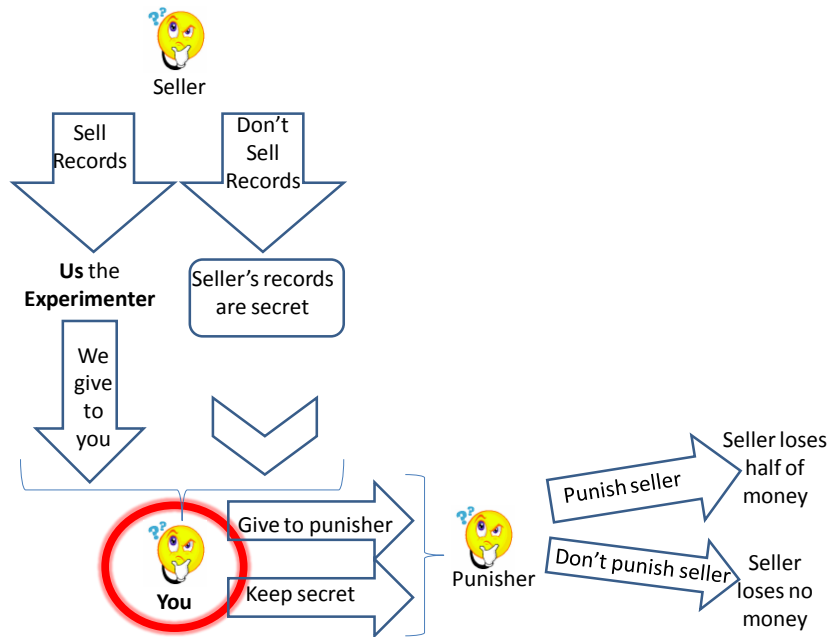 ??
Seller
Sell
Records
Don't
Sell
Records
Us the
Experimenter
Seller's records
are secret
We
give
to
you
??
You
Give to punisher
Keep secret
??
Punisher
Punish seller
Don't punish seller
Seller loses
half of
money
Seller
loses no
money